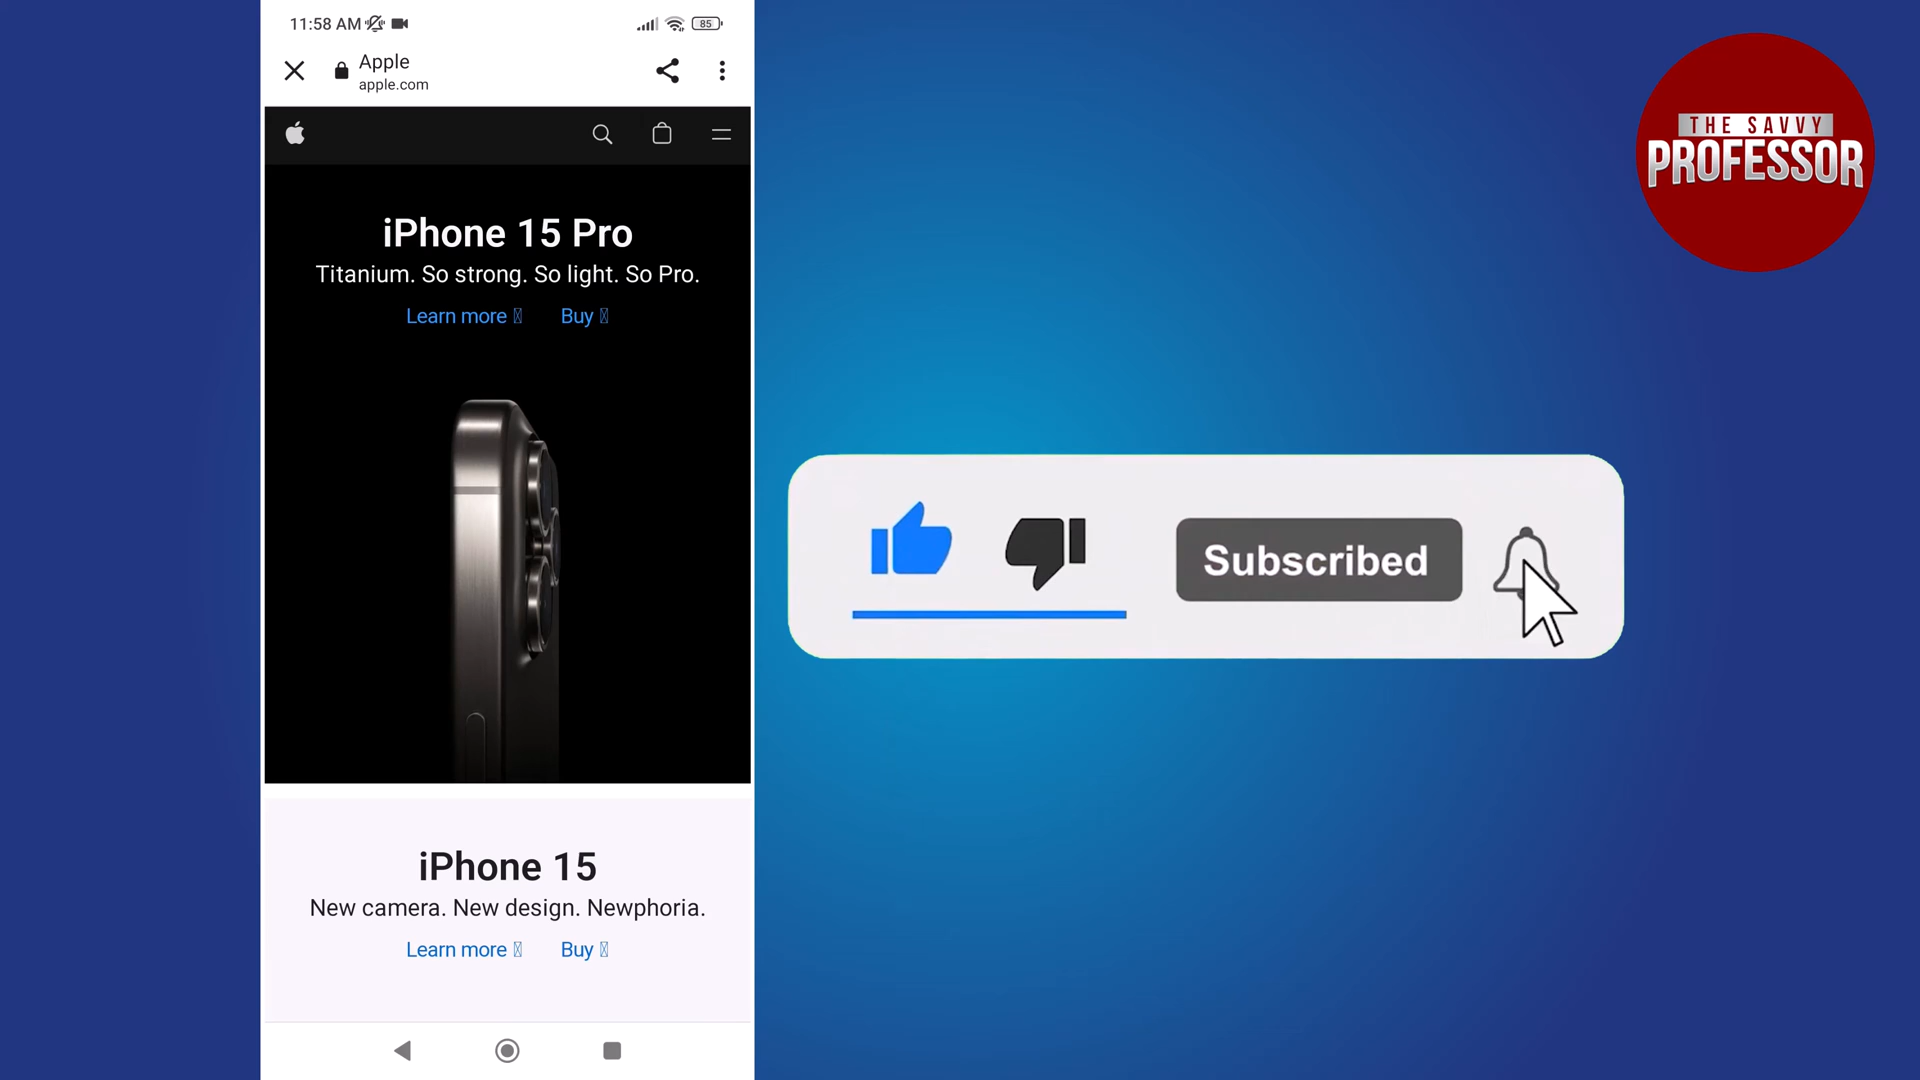 11:58 AM
85
Apple
apple.com
iPhone 15 Pro
Titanium. So strong. So light. So Pro.
Learn more Buy
iPhone 15
New camera. New design. Newphoria.
Learn more Buy
Subscribed
THE SAVVY
PROFESSOR